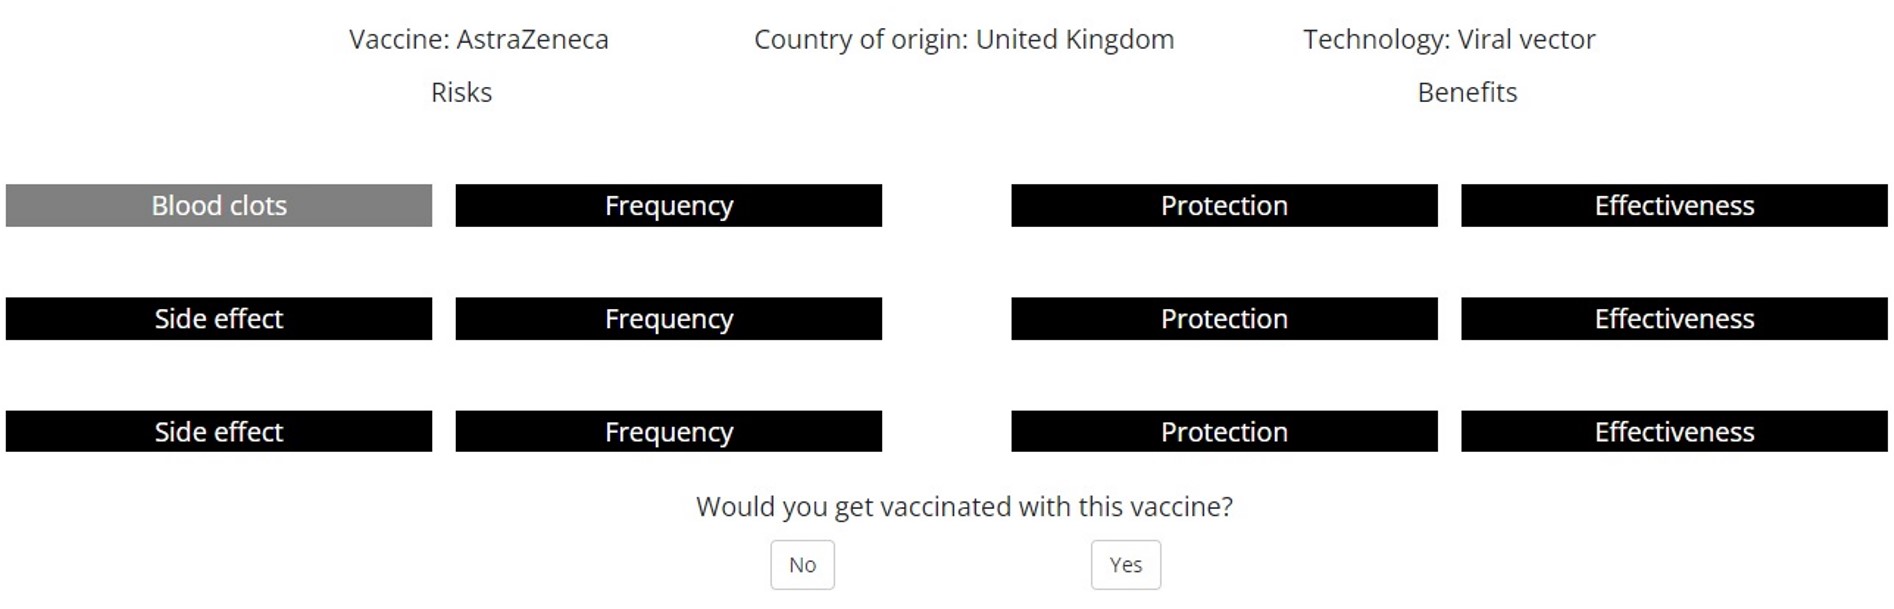 Vaccine: AstraZeneca Country of origin: United Kingdom Technology: Viral vector
Risks Benefits
Blood clots Frequency Protection Effectiveness
Side effect Frequency Protection Effectiveness
Side effect Frequency Protection Effectiveness
Would you get vaccinated with this vaccine?
No Yes